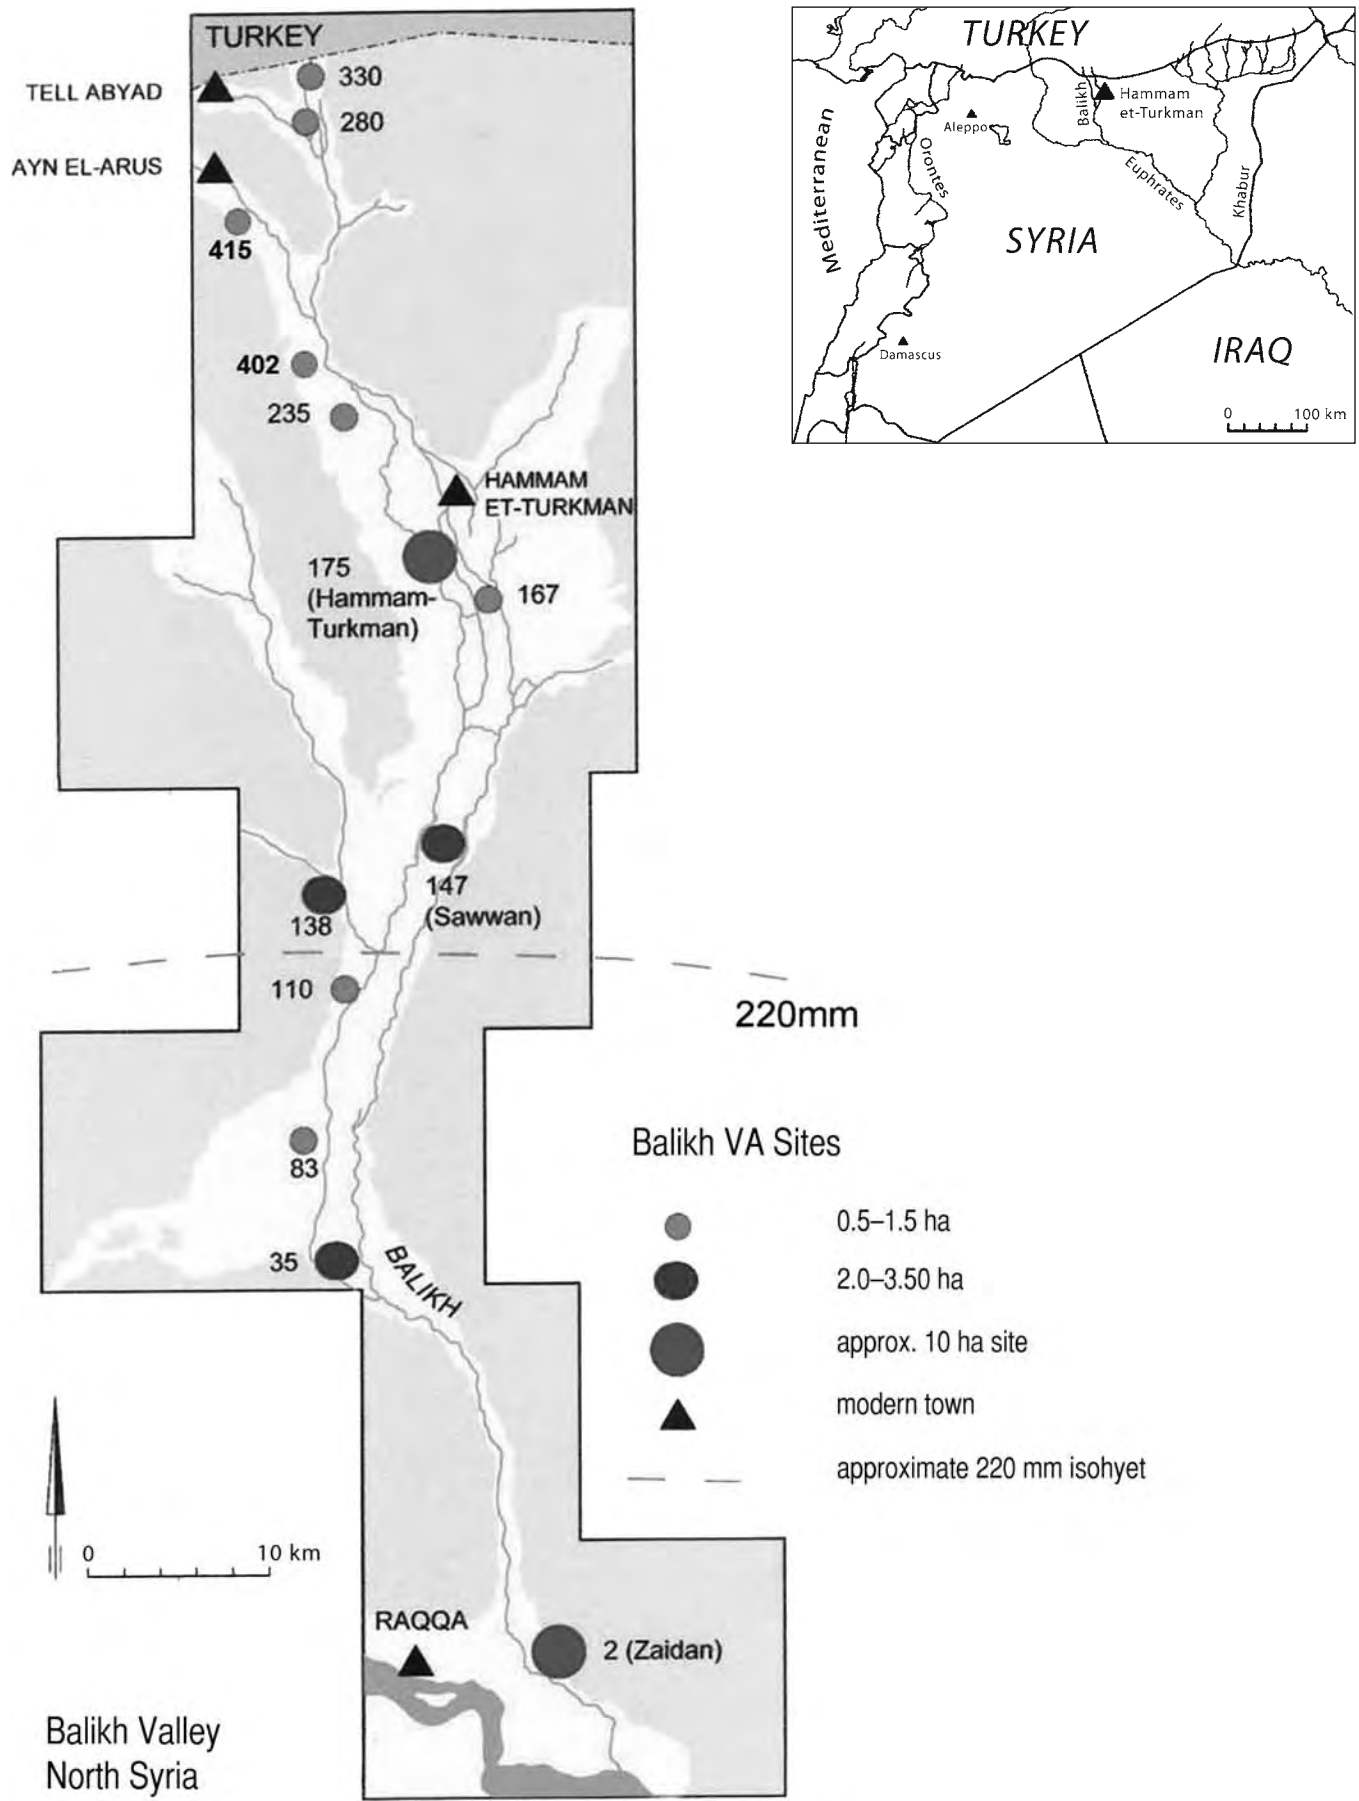 TURKEY
TELL ABYAD
330
280
AYN EL-ARUS
415
402
235
HAMMAM
ET-TURKMAN
175
(Hammam-
Turkman)
167
147
(Sawwan)
138
110
220mm
83
35
BALIKH
RAQQA
2 (Zaidan)
0 10 km
Balikh Valley
North Syria
TURKEY
Mediterranean
Aleppo
Orontes
Balikh
Hammam
et-Turkman
Euphrates
Khabur
SYRIA
Damascus
IRAQ
0 100 km
Balikh VA Sites
0.5–1.5 ha
2.0–3.50 ha
approx. 10 ha site
modern town
approximate 220 mm isohyet